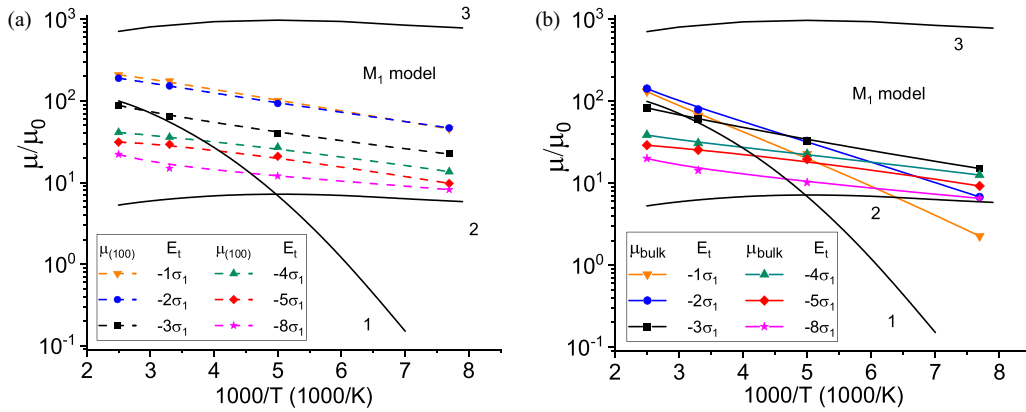 (a)
10³
10²
10¹
10⁰
10⁻¹
μ/μ₀
3
M₁ model
2
1
μ₍₁₀₀₎ Eₜ μ₍₁₀₀₎ Eₜ
-1σ₁ -4σ₁
-2σ₁ -5σ₁
-3σ₁ -8σ₁
2 3 4 5 6 7 8
1000/T (1000/K)
(b)
10³
10²
10¹
10⁰
10⁻¹
μ/μ₀
3
M₁ model
2
1
μbulk Eₜ μbulk Eₜ
-1σ₁ -4σ₁
-2σ₁ -5σ₁
-3σ₁ -8σ₁
2 3 4 5 6 7 8
1000/T (1000/K)